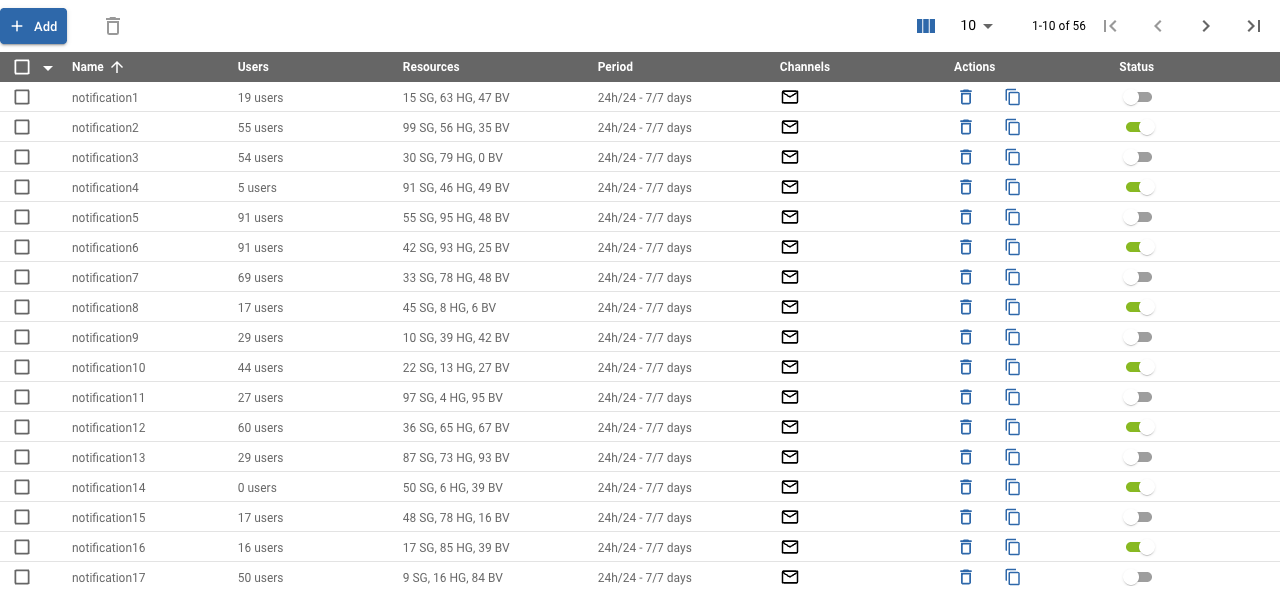 Add 10 1-10 of 56
Name Users Resources Period Channels Actions Status
notification1 19 users 15 SG, 63 HG, 47 BV 24h/24 - 7/7 days
notification2 55 users 99 SG, 56 HG, 35 BV 24h/24 - 7/7 days
notification3 54 users 30 SG, 79 HG, 0 BV 24h/24 - 7/7 days
notification4 5 users 91 SG, 46 HG, 49 BV 24h/24 - 7/7 days
notification5 91 users 55 SG, 95 HG, 48 BV 24h/24 - 7/7 days
notification6 91 users 42 SG, 93 HG, 25 BV 24h/24 - 7/7 days
notification7 69 users 33 SG, 78 HG, 48 BV 24h/24 - 7/7 days
notification8 17 users 45 SG, 8 HG, 6 BV 24h/24 - 7/7 days
notification9 29 users 10 SG, 39 HG, 42 BV 24h/24 - 7/7 days
notification10 44 users 22 SG, 13 HG, 27 BV 24h/24 - 7/7 days
notification11 27 users 97 SG, 4 HG, 95 BV 24h/24 - 7/7 days
notification12 60 users 36 SG, 65 HG, 67 BV 24h/24 - 7/7 days
notification13 29 users 87 SG, 73 HG, 93 BV 24h/24 - 7/7 days
notification14 0 users 50 SG, 6 HG, 39 BV 24h/24 - 7/7 days
notification15 17 users 48 SG, 78 HG, 16 BV 24h/24 - 7/7 days
notification16 16 users 17 SG, 85 HG, 39 BV 24h/24 - 7/7 days
notification17 50 users 9 SG, 16 HG, 84 BV 24h/24 - 7/7 days